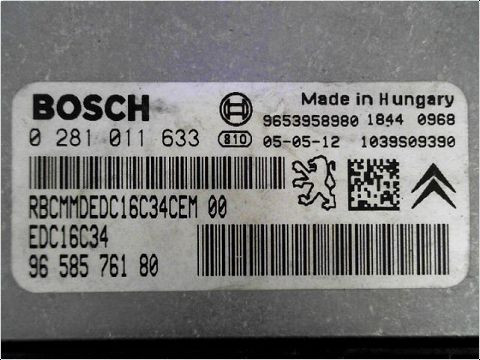 BOSCH
Made in Hungary
9653958980 1844 0968
0 281 011 633 810 05-05-12 1039S09390
RBCMMDEDC16C34CEM 00
EDC16C34
96 585 761 80